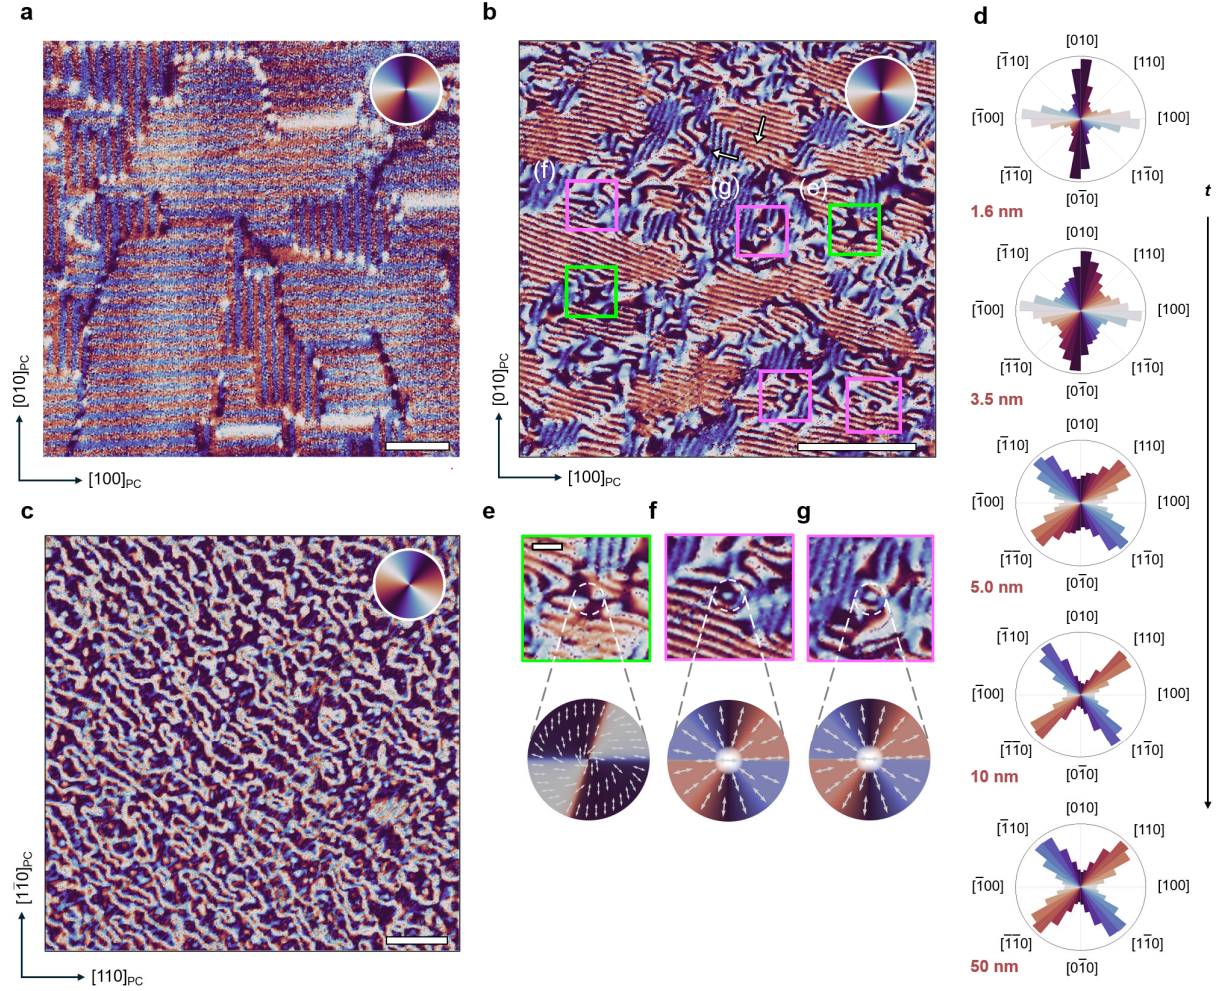 a
[010]PC
[100]PC
b
(f)
(g)
(e)
[010]PC
[100]PC
c
[11̅0]PC
[110]PC
e
f
g
d
[010]
[1̅10]
[110]
[1̅00]
[100]
[1̅1̅0]
[11̅0]
[01̅0]
1.6 nm
t
[010]
[1̅10]
[110]
[1̅00]
[100]
[1̅1̅0]
[11̅0]
[01̅0]
3.5 nm
[010]
[1̅10]
[110]
[1̅00]
[100]
[1̅1̅0]
[11̅0]
[01̅0]
5.0 nm
[010]
[1̅10]
[110]
[1̅00]
[100]
[1̅1̅0]
[11̅0]
[01̅0]
10 nm
[010]
[1̅10]
[110]
[1̅00]
[100]
[1̅1̅0]
[11̅0]
[01̅0]
50 nm